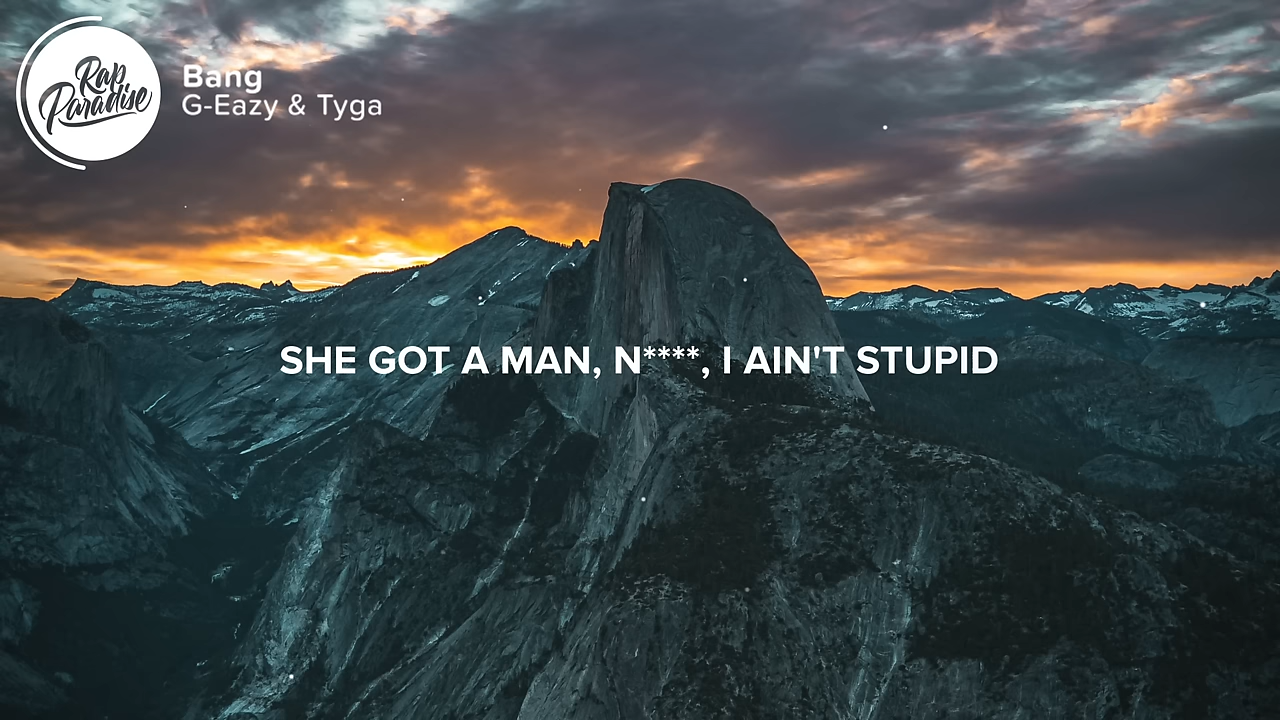 Rap
Paradise
Bang
G-Eazy & Tyga
SHE GOT A MAN, N****, I AIN'T STUPID